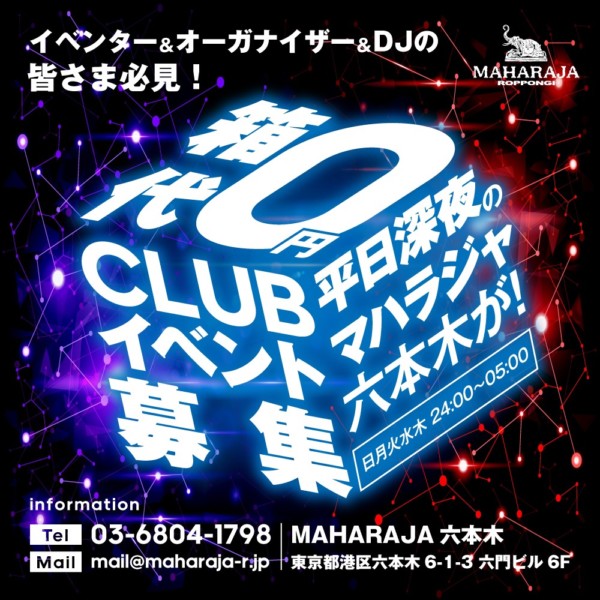 イベンター&オーガナイザー&DJの
皆さま必見！
MAHARAJA
ROPPONGI
箱代0円
CLUB
イベント
募集
平日深夜の
マハラジャ
六本木が!
日月火水木 24:00~05:00
information
Tel 03-6804-1798
Mail mail@maharaja-r.jp
MAHARAJA 六本木
東京都港区六本木 6-1-3 六門ビル 6F